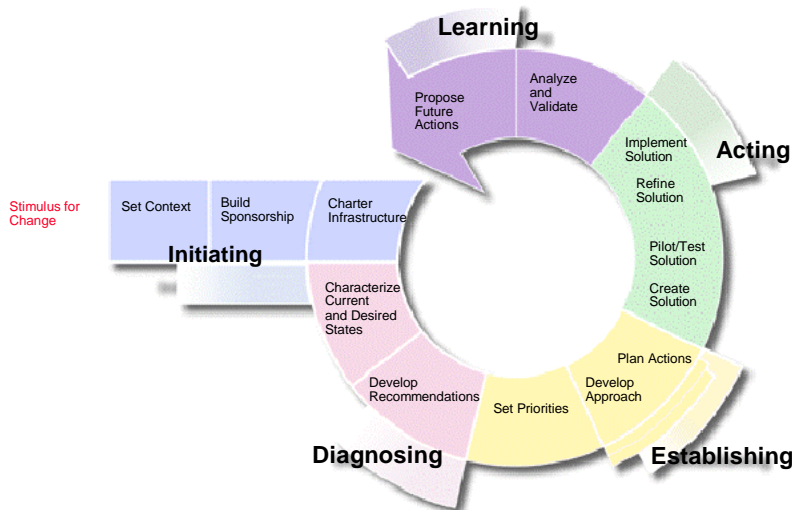 Learning
Propose
Future
Actions
Analyze
and
Validate
Acting
Implement
Solution
Refine
Solution
Pilot/Test
Solution
Create
Solution
Stimulus for
Change
Set Context
Build
Sponsorship
Charter
Infrastructure
Initiating
Characterize
Current
and Desired
States
Develop
Recommendations
Diagnosing
Set Priorities
Develop
Approach
Plan Actions
Establishing